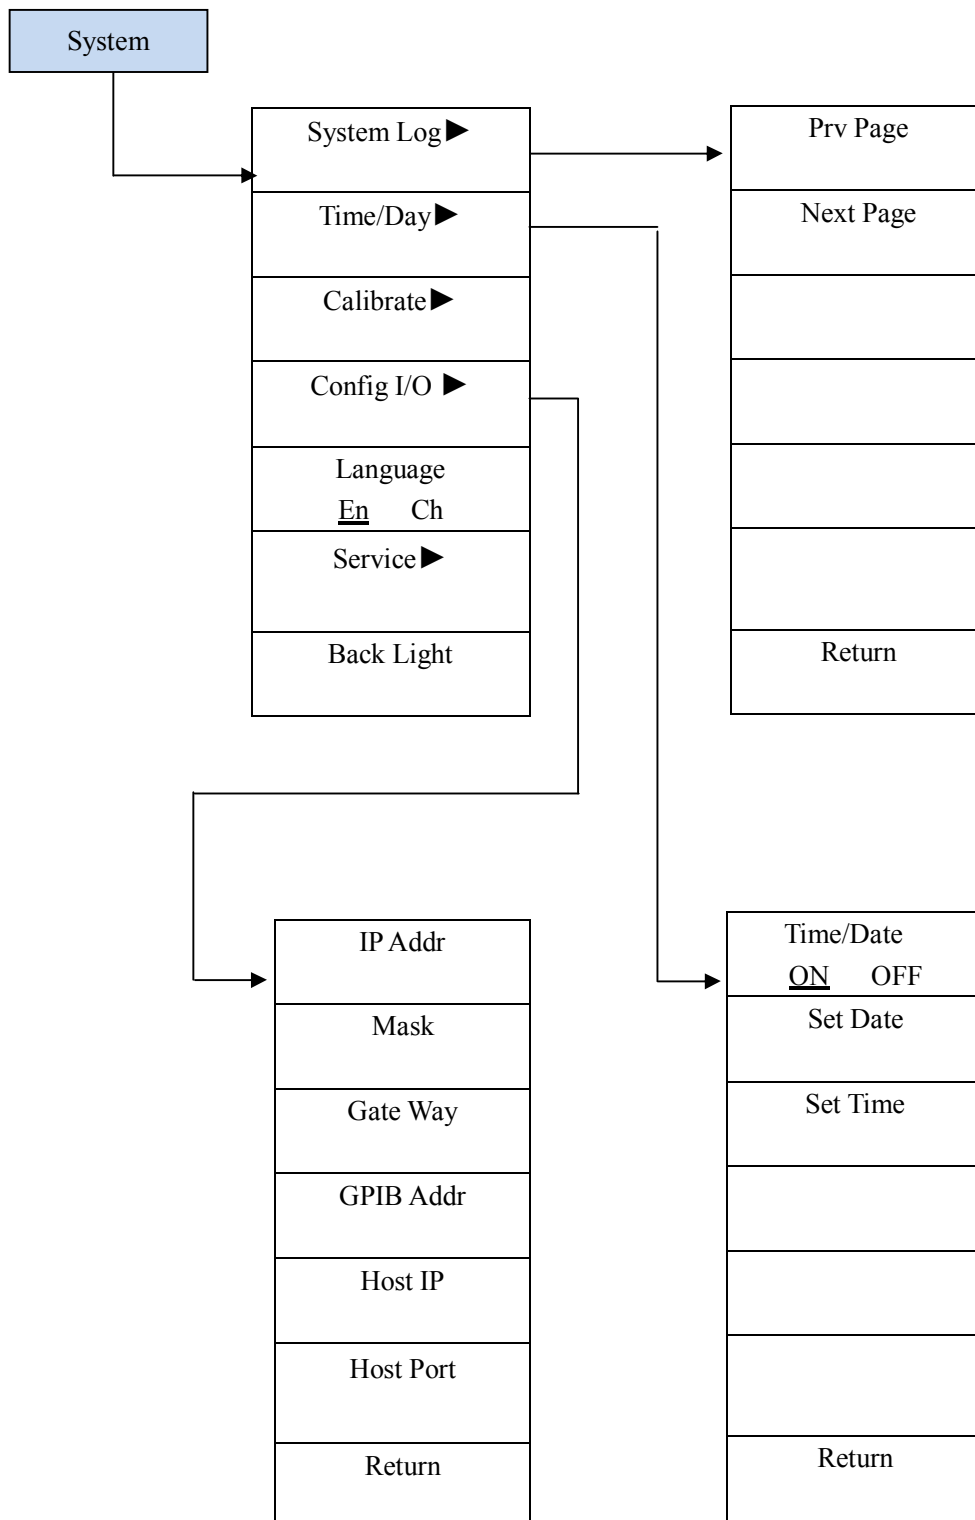 System
System Log►
Time/Day►
Calibrate►
Config I/O ►
Language
En Ch
Service►
Back Light
Prv Page
Next Page
Return
IP Addr
Mask
Gate Way
GPIB Addr
Host IP
Host Port
Return
Time/Date
ON OFF
Set Date
Set Time
Return